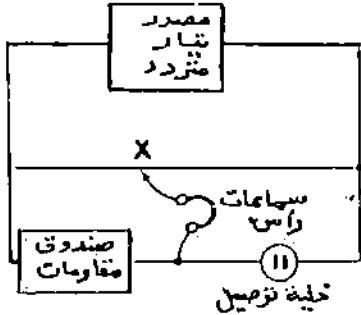 مصدر
تيار
متردد
X
سماعات
رأس
صندوق
مقاومات
خلية توصيل